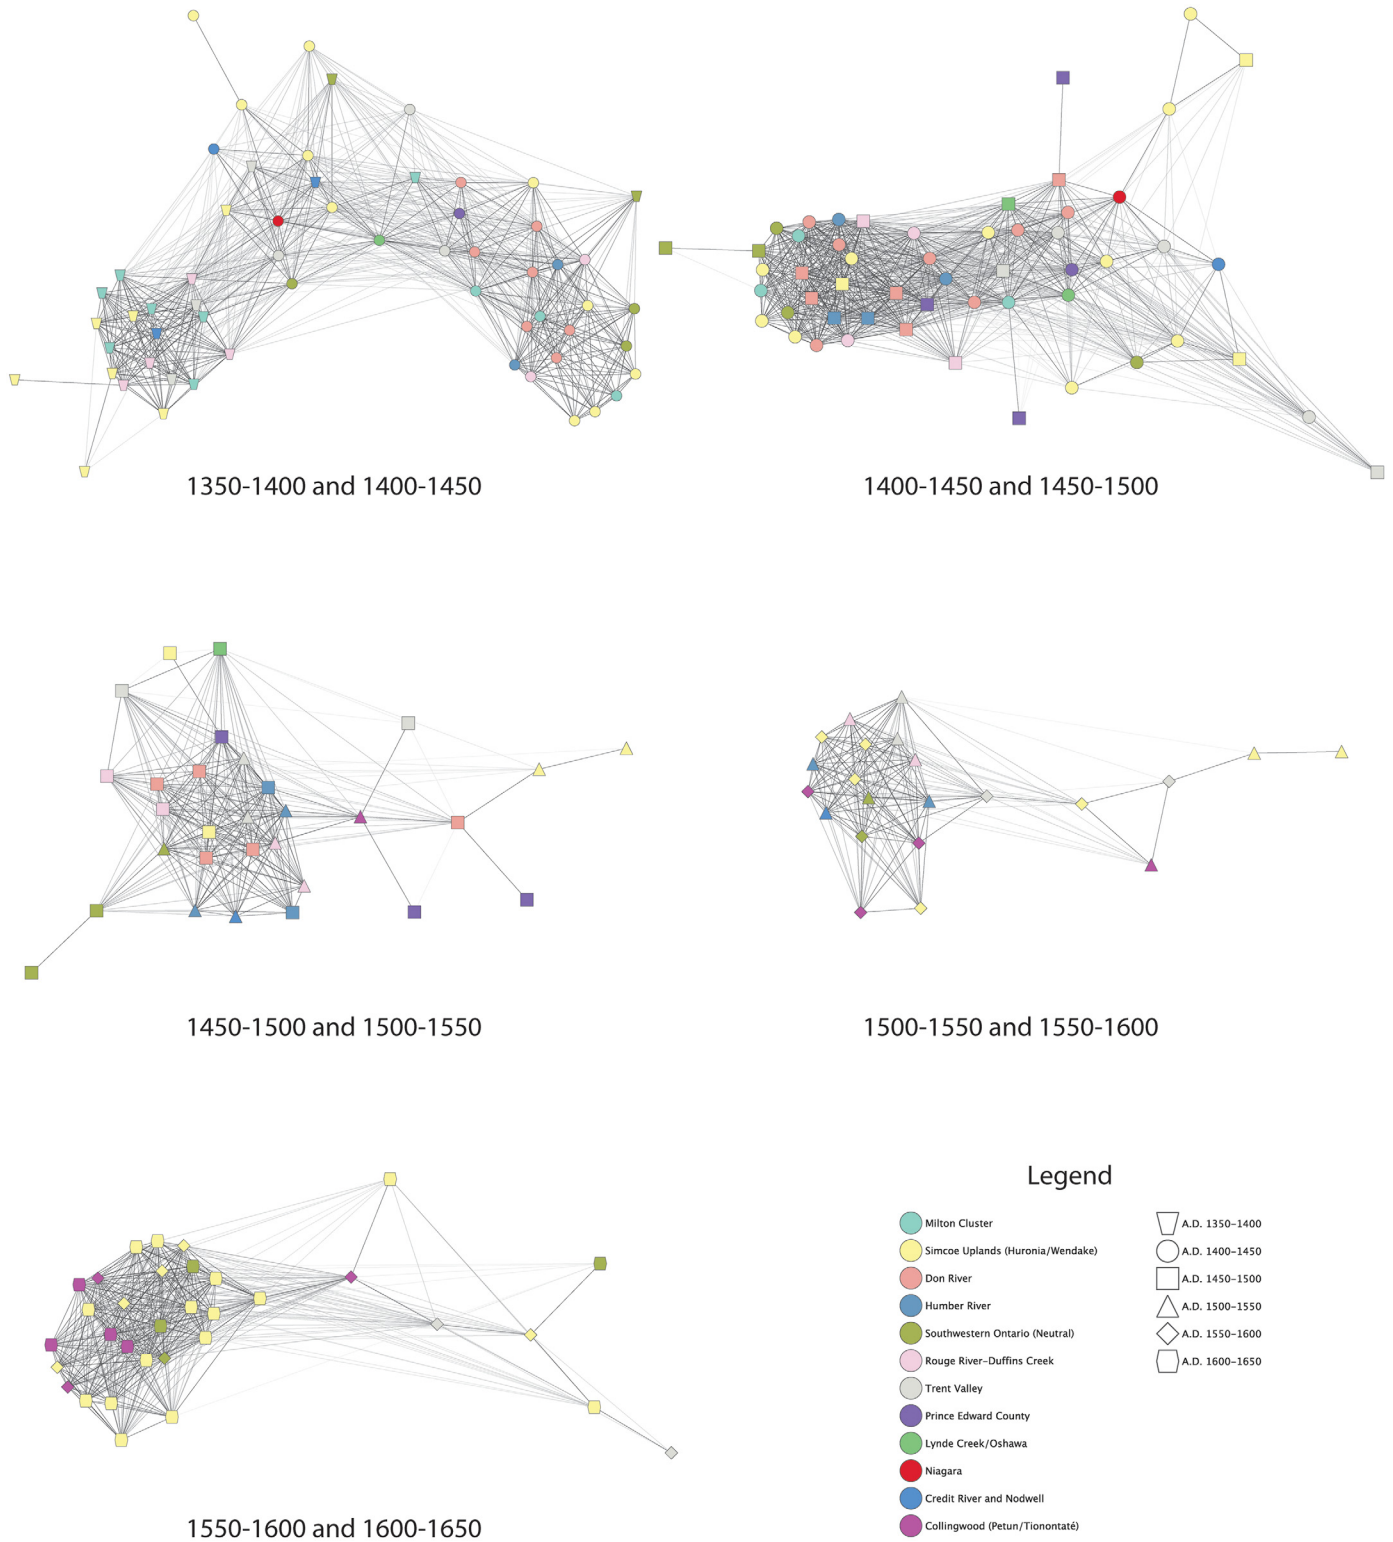 1350-1400 and 1400-1450
1400-1450 and 1450-1500
1450-1500 and 1500-1550
1500-1550 and 1550-1600
1550-1600 and 1600-1650
Legend
Milton Cluster
Simcoe Uplands (Huronia/Wendake)
Don River
Humber River
Southwestern Ontario (Neutral)
Rouge River–Duffins Creek
Trent Valley
Prince Edward County
Lynde Creek/Oshawa
Niagara
Credit River and Nodwell
Collingwood (Petun/Tionontaté)
A.D. 1350–1400
A.D. 1400–1450
A.D. 1450–1500
A.D. 1500–1550
A.D. 1550–1600
A.D. 1600–1650